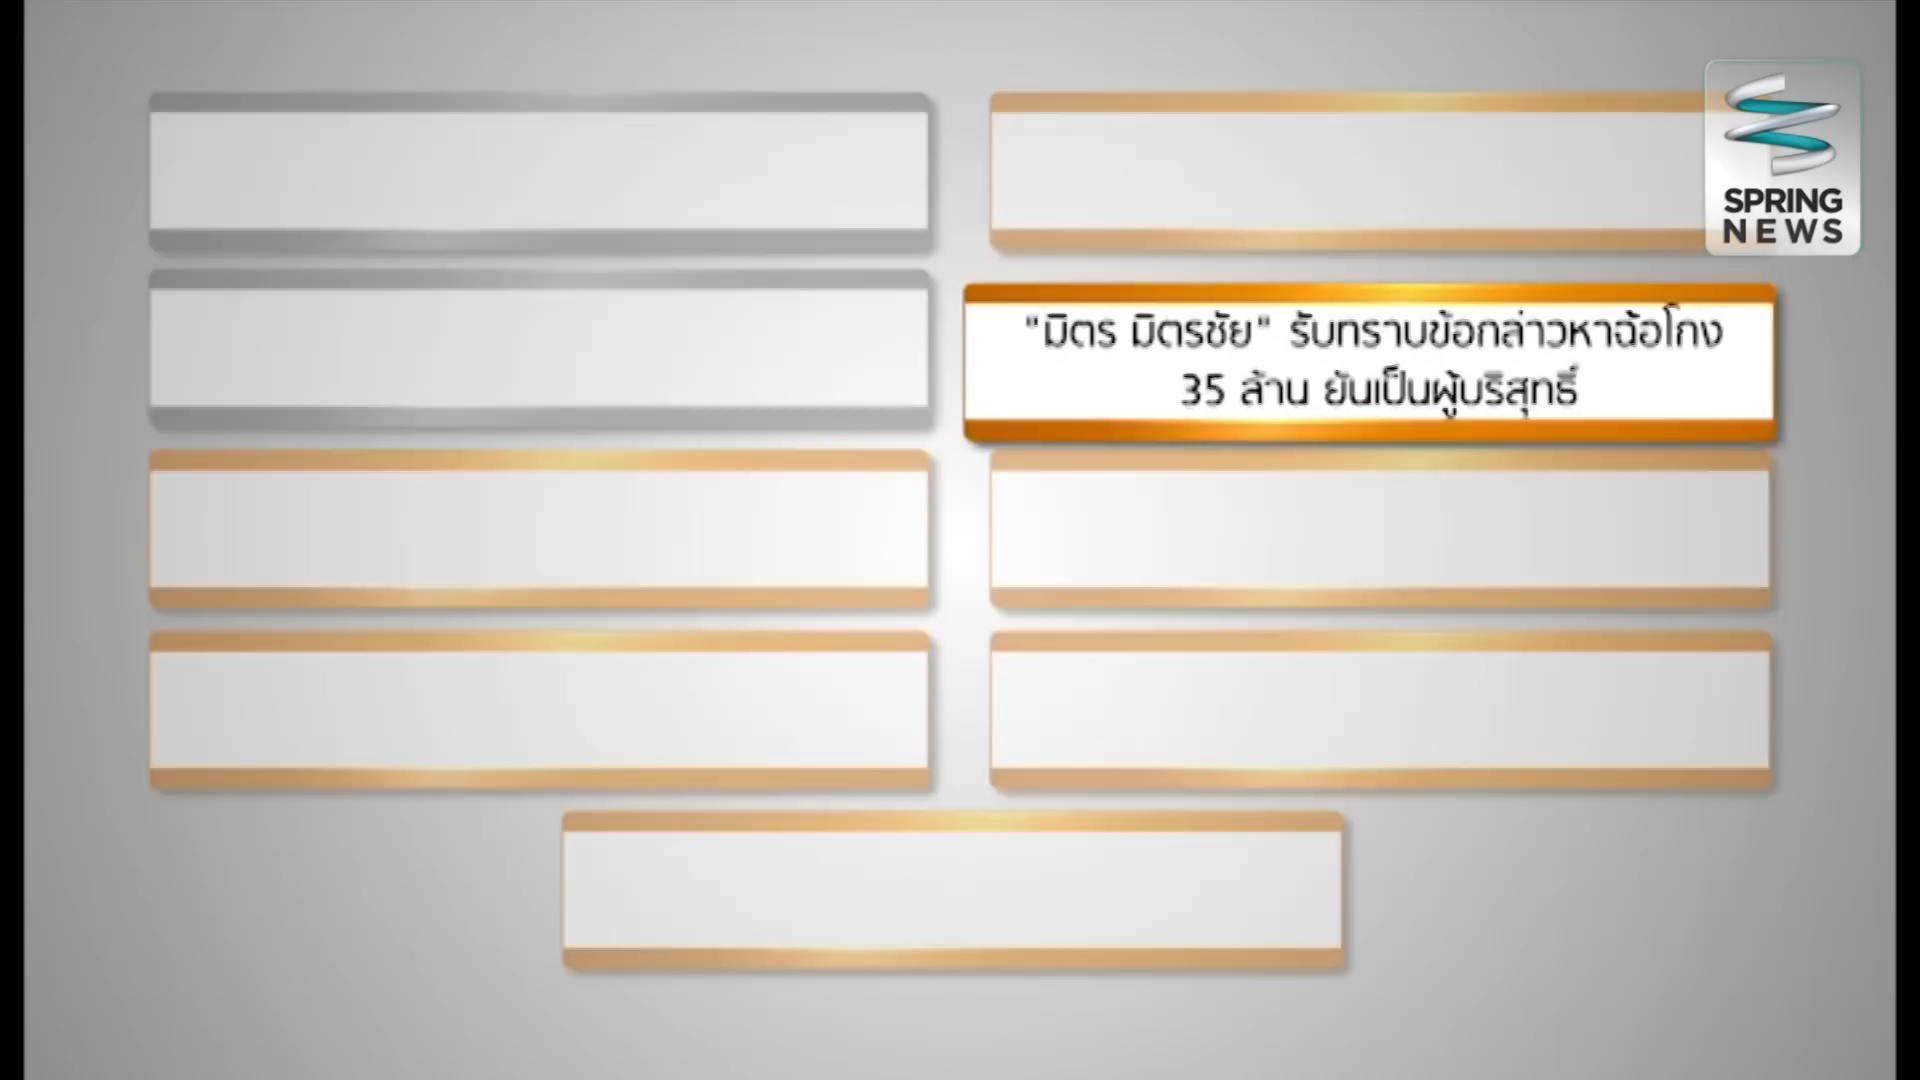 SPRING
NEWS
"มิตร มิตรชัย" รับทราบข้อกล่าวหาฉ้อโกง
35 ล้าน ยันเป็นผู้บริสุทธิ์